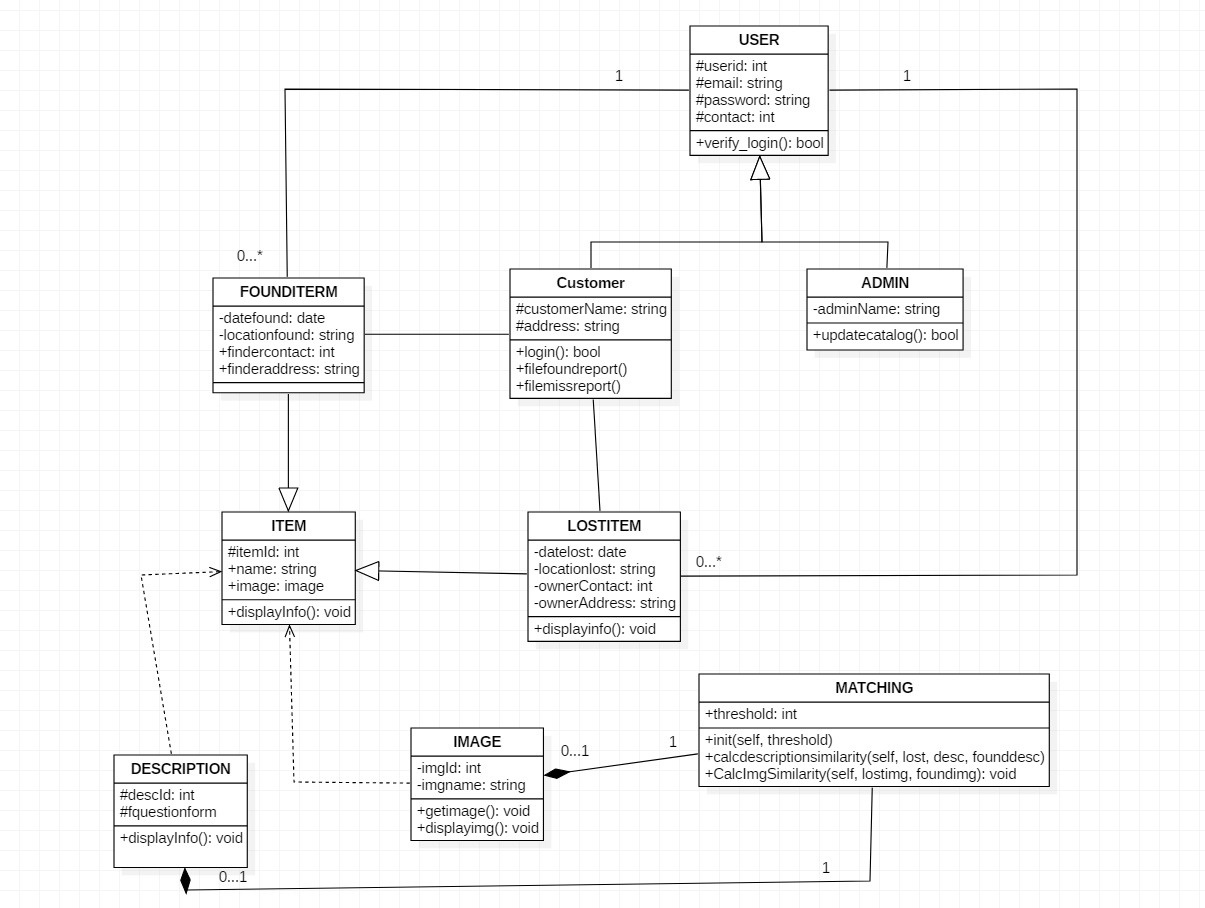 USER
#userid: int
#email: string
#password: string
#contact: int
+verify_login(): bool
1
1
0...*
FOUNDITERM
-datefound: date
-locationfound: string
+findercontact: int
+finderaddress: string
Customer
#customerName: string
#address: string
+login(): bool
+filefoundreport()
+filemissreport()
ADMIN
-adminName: string
+updatecatalog(): bool
ITEM
#itemId: int
+name: string
+image: image
+displayInfo(): void
LOSTITEM
-datelost: date
-locationlost: string
-ownerContact: int
-ownerAddress: string
+displayinfo(): void
0...*
MATCHING
+threshold: int
+init(self, threshold)
+calcdescriptionsimilarity(self, lost, desc, founddesc)
+CalcImgSimilarity(self, lostimg, foundimg): void
IMAGE
-imgId: int
-imgname: string
+getimage(): void
+displayimg(): void
0...1
1
DESCRIPTION
#descId: int
#fquestionform
+displayInfo(): void
0...1
1